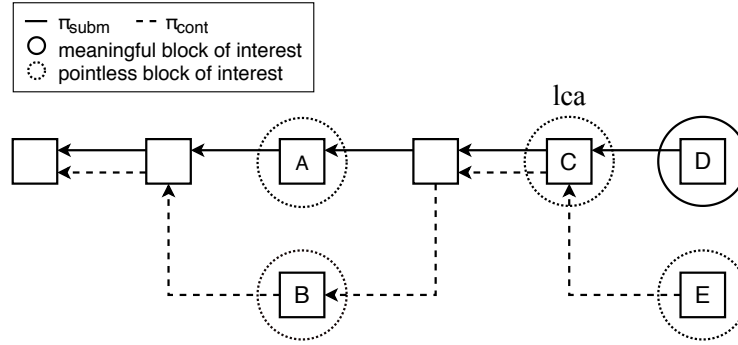 π_subm π_cont
meaningful block of interest
pointless block of interest
lca
A C D
B E